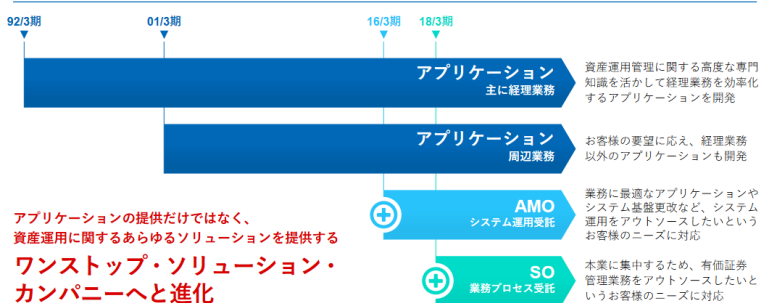 92/3期
01/3期
16/3期
18/3期
アプリケーション
主に経理業務
資産運用管理に関する高度な専門
知識を活かして経理業務を効率化
するアプリケーションを開発
アプリケーション
周辺業務
お客様の要望に応え、経理業務
以外のアプリケーションも開発
AMO
システム運用受託
業務に最適なアプリケーションや
システム基盤更改など、システム
運用をアウトソースしたいという
お客様のニーズに対応
SO
業務プロセス受託
本業に集中するため、有価証券
管理業務をアウトソースしたいと
いうお客様のニーズに対応
アプリケーションの提供だけではなく、
資産運用に関するあらゆるソリューションを提供する
ワンストップ・ソリューション・
カンパニーへと進化